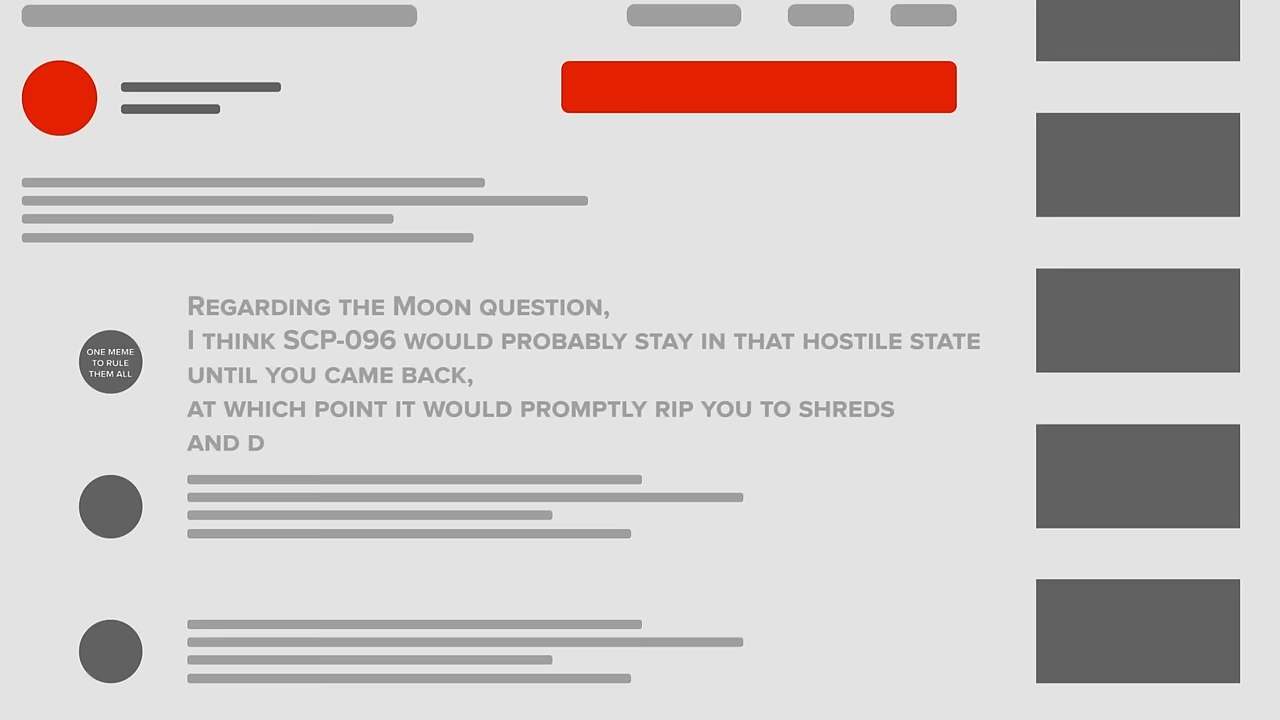 Regarding the Moon question,
I think SCP-096 would probably stay in that hostile state
until you came back,
at which point it would promptly rip you to shreds
and d
ONE MEME
TO RULE
THEM ALL